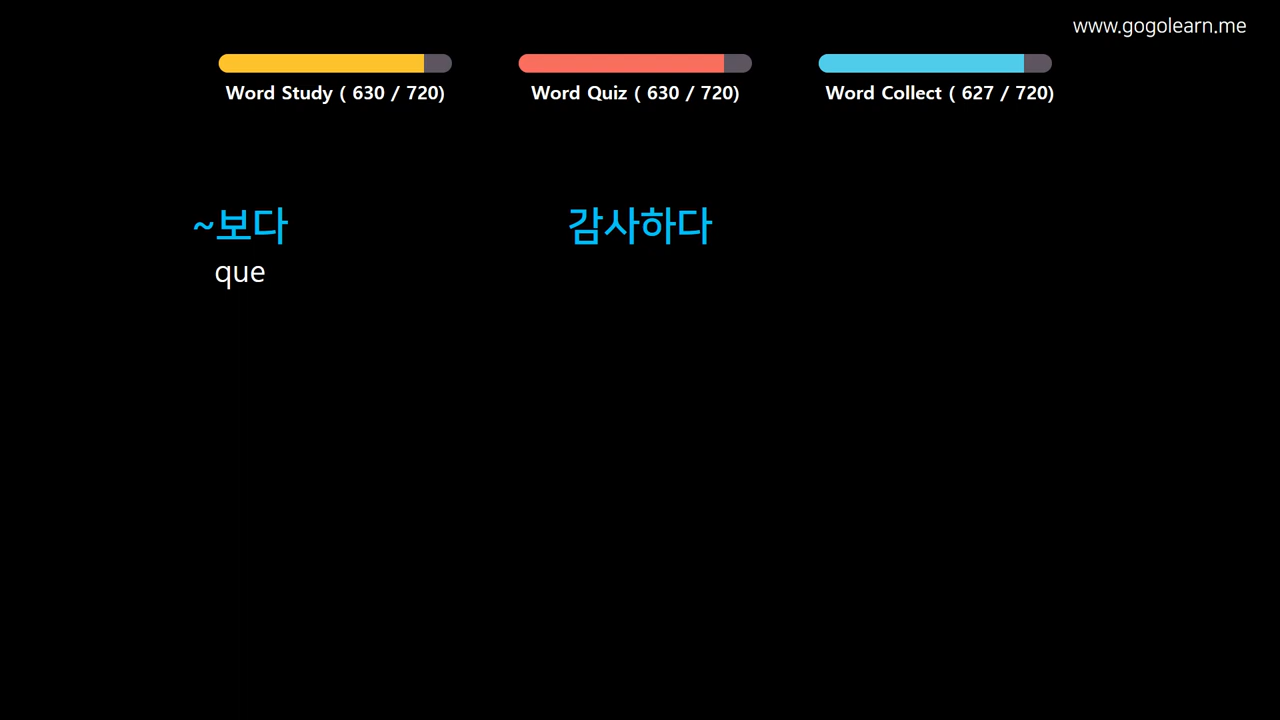 www.gogolearn.me
Word Study ( 630 / 720)
Word Quiz ( 630 / 720)
Word Collect ( 627 / 720)
~보다
감사하다
que